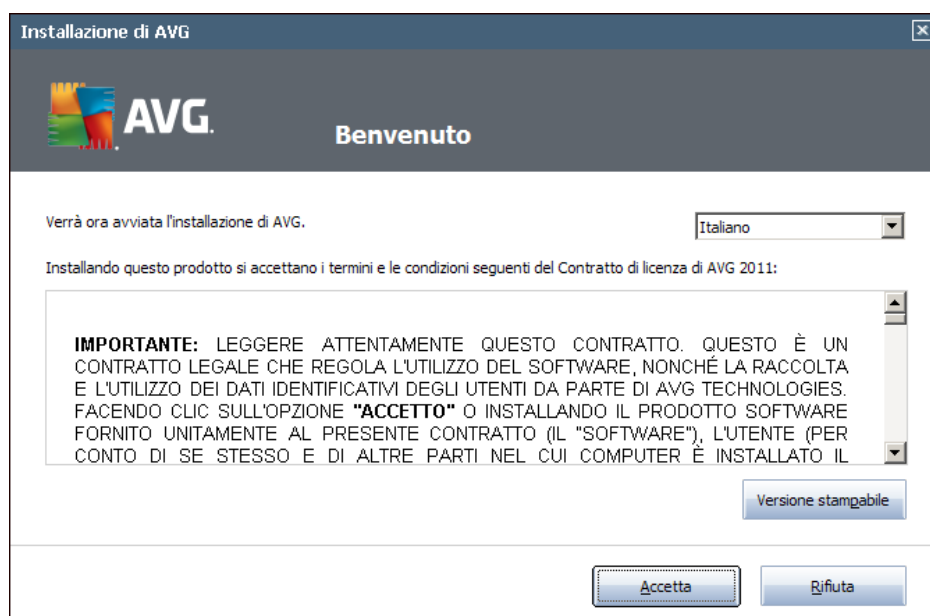 Installazione di AVG
AVG.
Benvenuto
Verrà ora avviata l'installazione di AVG.
Italiano
Installando questo prodotto si accettano i termini e le condizioni seguenti del Contratto di licenza di AVG 2011:
IMPORTANTE: LEGGERE ATTENTAMENTE QUESTO CONTRATTO. QUESTO È UN
CONTRATTO LEGALE CHE REGOLA L'UTILIZZO DEL SOFTWARE, NONCHÉ LA RACCOLTA
E L'UTILIZZO DEI DATI IDENTIFICATIVI DEGLI UTENTI DA PARTE DI AVG TECHNOLOGIES.
FACENDO CLIC SULL'OPZIONE "ACCETTO" O INSTALLANDO IL PRODOTTO SOFTWARE
FORNITO UNITAMENTE AL PRESENTE CONTRATTO (IL "SOFTWARE"), L'UTENTE (PER
CONTO DI SE STESSO E DI ALTRE PARTI NEL CUI COMPUTER È INSTALLATO IL
Versione stampabile
Accetta
Rifiuta